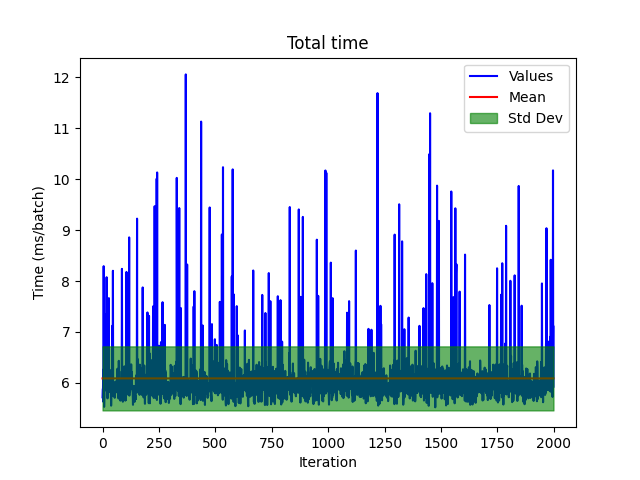 Total time
Values
Mean
Std Dev
Time (ms/batch)
12
11
10
9
8
7
6
0 250 500 750 1000 1250 1500 1750 2000
Iteration